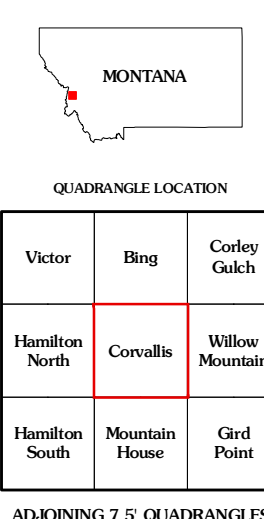 MONTANA
QUADRANGLE LOCATION
Victor
Bing
Corley
Gulch
Hamilton
North
Corvallis
Willow
Mountain
Hamilton
South
Mountain
House
Gird
Point
ADJOINING 7.5' QUADRANGLES